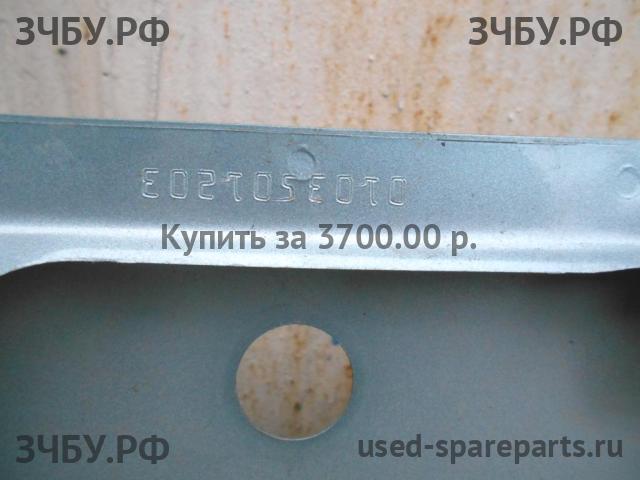 ЗЧБУ.РФ ЗЧБУ.РФ
Купить за 3700.00 р.
ЗЧБУ.РФ used-spareparts.ru